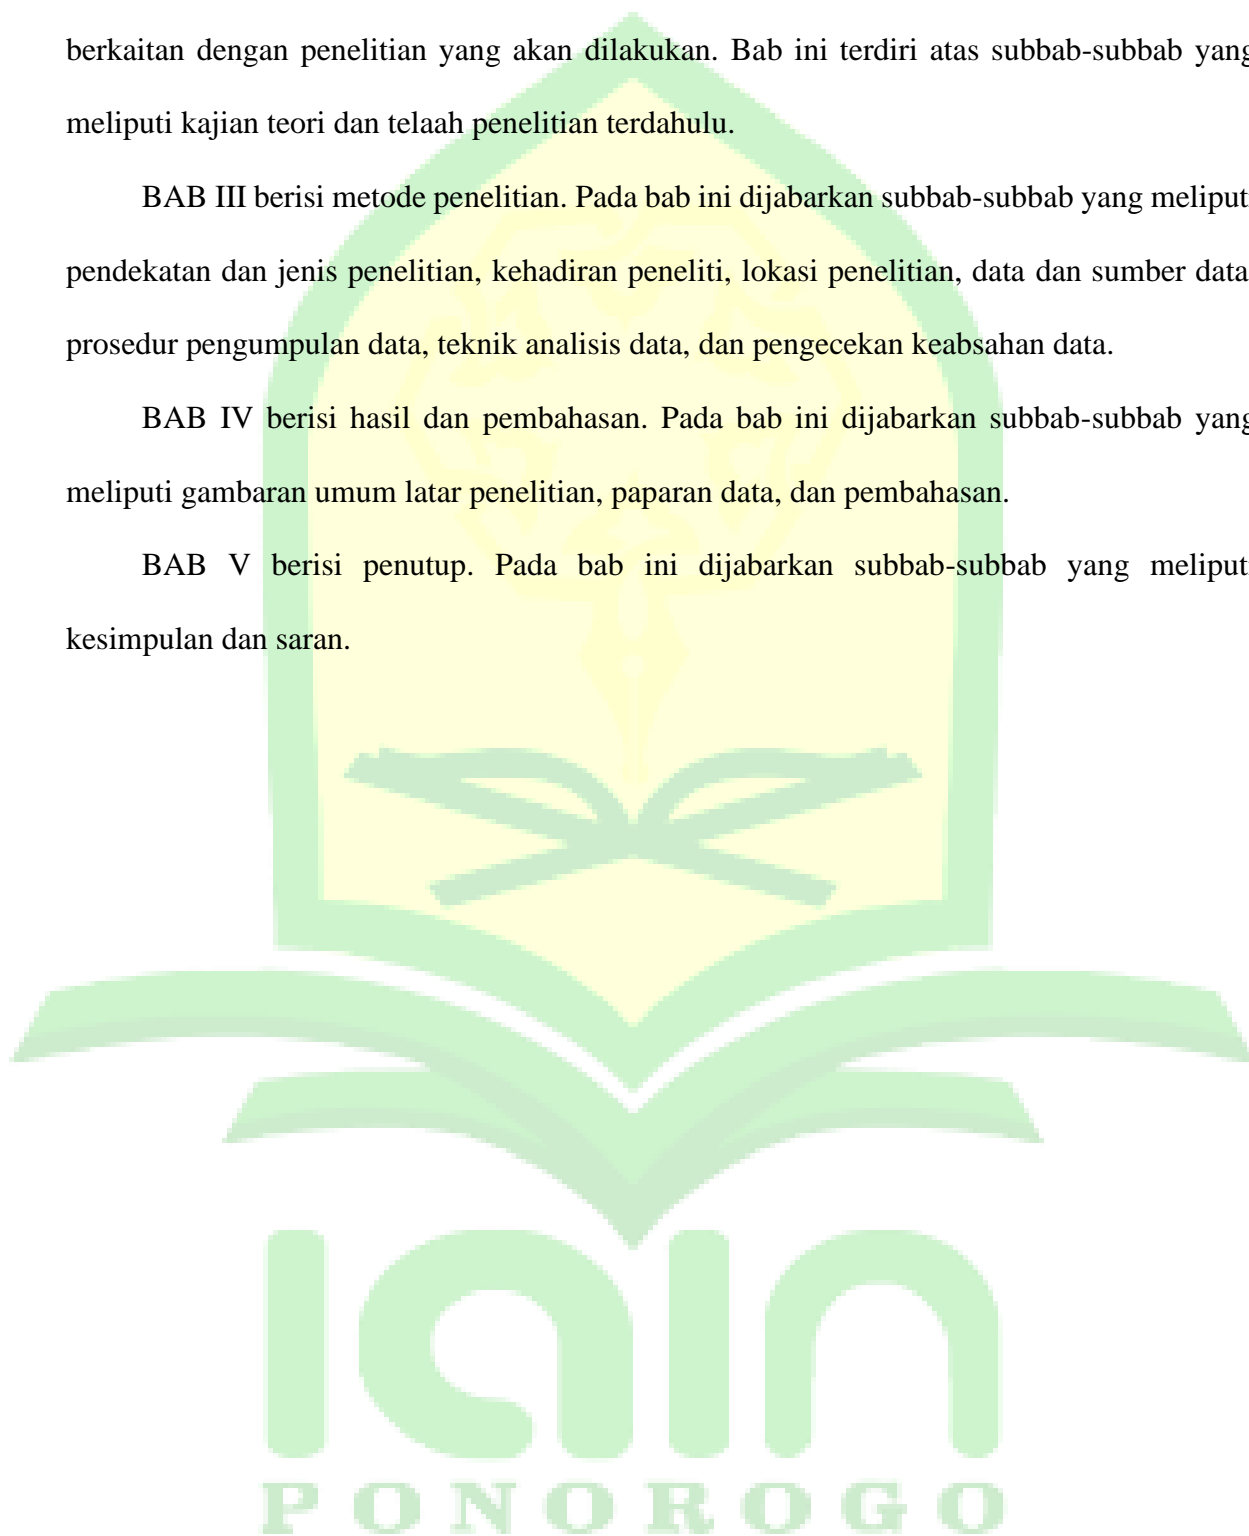 berkaitan dengan penelitian yang akan dilakukan. Bab ini terdiri atas subbab-subbab yang
meliputi kajian teori dan telaah penelitian terdahulu.
BAB III berisi metode penelitian. Pada bab ini dijabarkan subbab-subbab yang meliputi
pendekatan dan jenis penelitian, kehadiran peneliti, lokasi penelitian, data dan sumber data
prosedur pengumpulan data, teknik analisis data, dan pengecekan keabsahan data.
BAB IV berisi hasil dan pembahasan. Pada bab ini dijabarkan subbab-subbab yang
meliputi gambaran umum latar penelitian, paparan data, dan pembahasan.
BAB V berisi penutup. Pada bab ini dijabarkan subbab-subbab yang meliputi
kesimpulan dan saran.
iain
PONOROGO